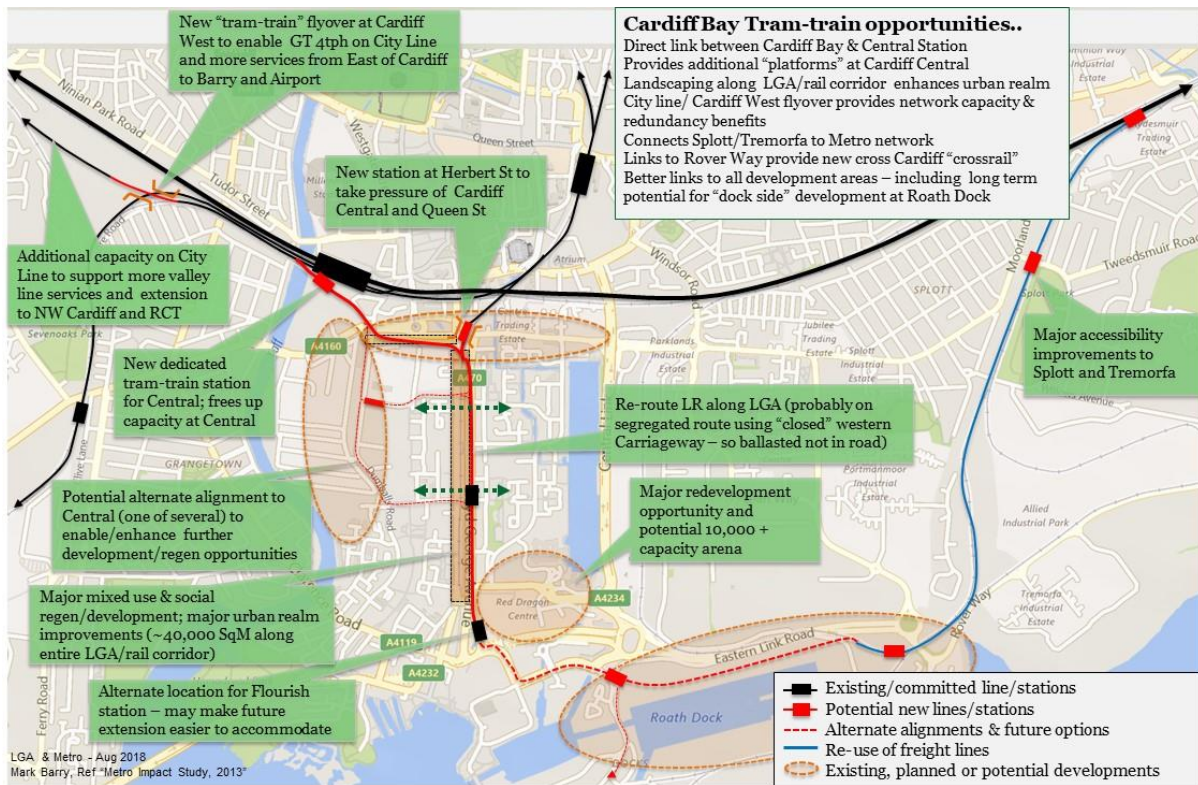 New “tram-train” flyover at Cardiff
West to enable GT 4tph on City Line
and more services from East of Cardiff
to Barry and Airport
Cardiff Bay Tram-train opportunities..
Direct link between Cardiff Bay & Central Station
Provides additional “platforms” at Cardiff Central
Landscaping along LGA/rail corridor enhances urban realm
City line/ Cardiff West flyover provides network capacity &
redundancy benefits
Connects Splott/Tremorfa to Metro network
Links to Rover Way provide new cross Cardiff “crossrail”
Better links to all development areas – including long term
potential for “dock side” development at Roath Dock
Industrial
Estate
Trading
Estate
Ninian Park Road
Queen Street
Tudor Street
New station at Herbert St to
take pressure of Cardiff
Central and Queen St
Atrium
Windsor Road
SPLOTT
Moorland
Tweedsmuir Road
Splott Park
Additional capacity on City
Line to support more valley
line services and extension
to NW Cardiff and RCT
Sevenoaks Park
Major accessibility
improvements to
Splott and Tremorfa
A4160
Trading
Estate
Parklands
Industrial
Estate
Jubilee
Trading
Estate
Splott
Industrial
Estate
New dedicated
tram-train station
for Central; frees up
capacity at Central
A470
Re-route LR along LGA (probably on
segregated route using “closed” western
Carriageway – so ballasted not in road)
Clive Lane
GRANGETOWN
Dumballs Road
Portmanmoor
Industrial
Estate
Allied
Industrial Park
Potential alternate alignment to
Central (one of several) to
enable/enhance further
development/regen opportunities
Major redevelopment
opportunity and
potential 10,000 +
capacity arena
Major mixed use & social
regen/development; major urban realm
improvements (~40,000 SqM along
entire LGA/rail corridor)
Red Dragon
Centre
A4234
Rover Way
Tremorfa
Industrial
Estate
A4119
A4232
Eastern Link Road
Ferry Road
Alternate location for Flourish
station – may make future
extension easier to accommodate
Roath Dock
Existing/committed line/stations
Potential new lines/stations
Alternate alignments & future options
Re-use of freight lines
Existing, planned or potential developments
LGA & Metro - Aug 2018
Mark Barry, Ref “Metro Impact Study, 2013”